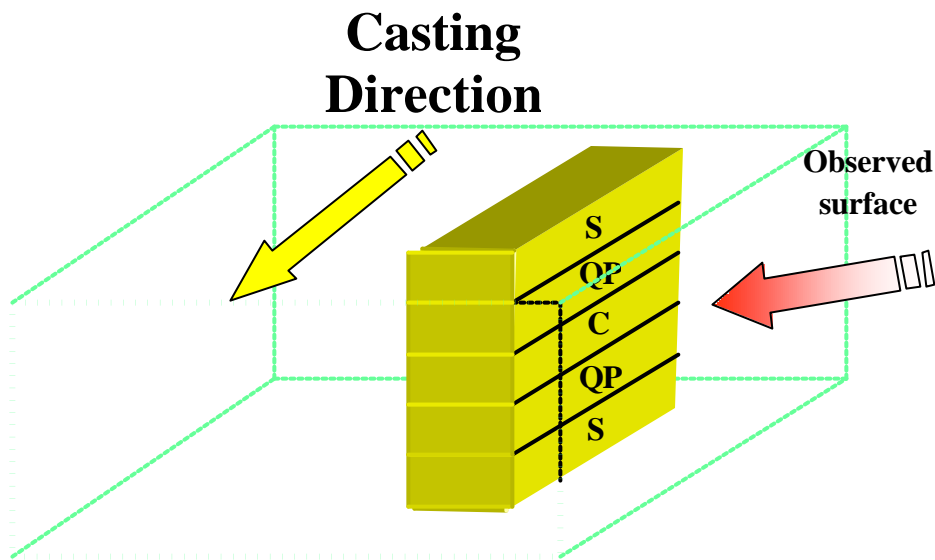 Casting
Direction
Observed
surface
S
QP
C
QP
S